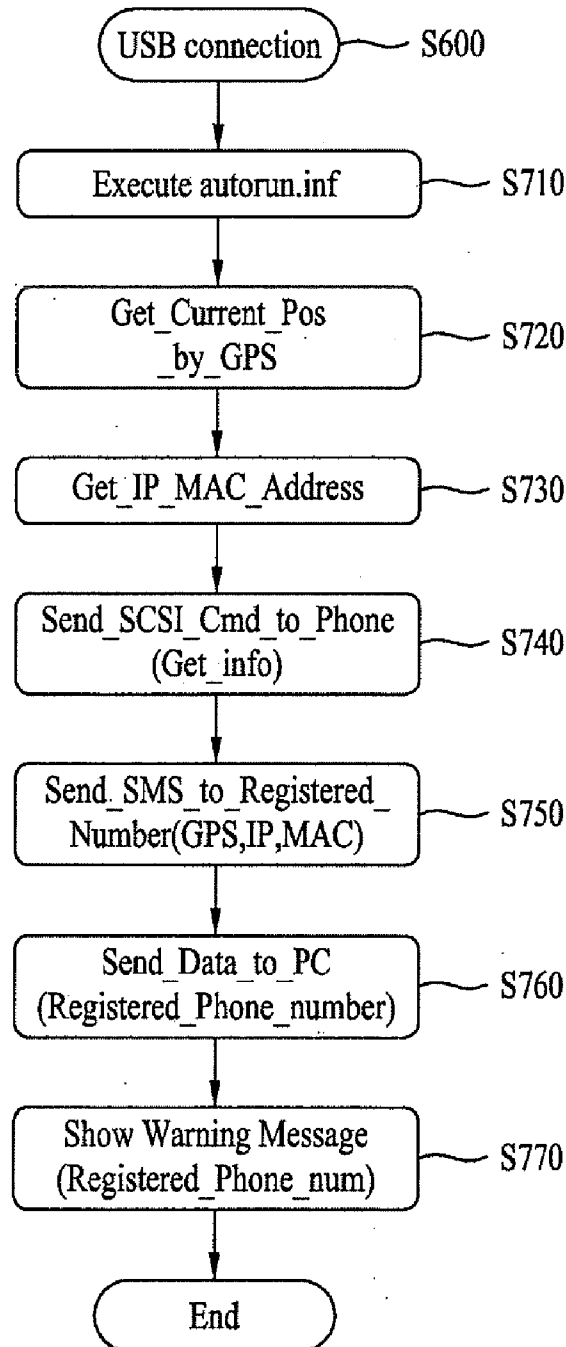 USB connection S600
Execute autorun.inf S710
Get_Current_Pos
_by_GPS S720
Get_IP_MAC_Address S730
Send_SCSI_Cmd_to_Phone
(Get_info) S740
Send_SMS_to_Registered_
Number(GPS,IP,MAC) S750
Send_Data_to_PC
(Registered_Phone_number) S760
Show Warning Message
(Registered_Phone_num) S770
End